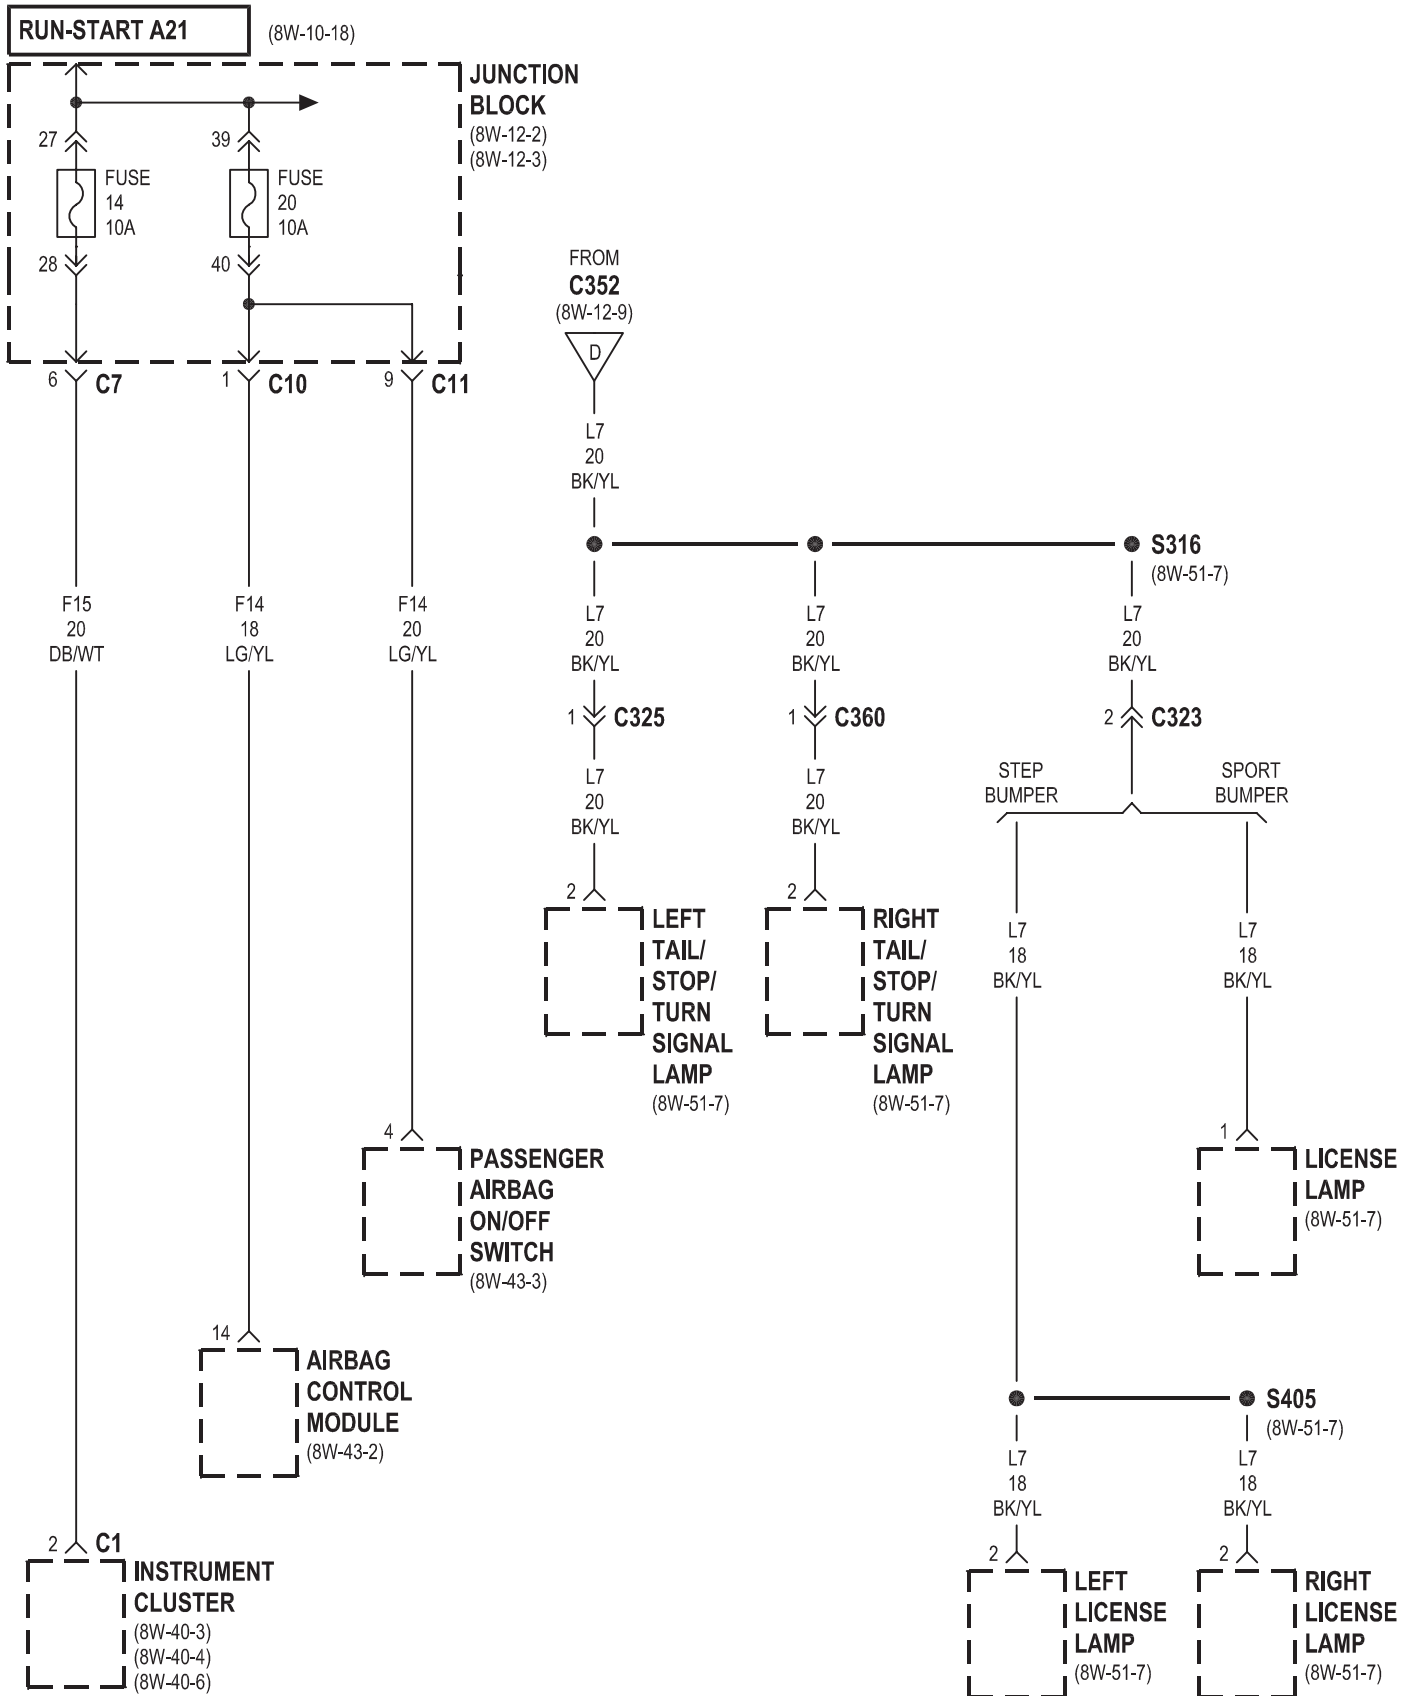 RUN-START A21
(8W-10-18)
JUNCTION
BLOCK
(8W-12-2)
(8W-12-3)
27
39
FUSE
14
10A
FUSE
20
10A
28
40
6
C7
1
C10
9
C11
FROM
C352
(8W-12-9)
D
L7
20
BK/YL
S316
(8W-51-7)
F15
20
DB/WT
F14
18
LG/YL
F14
20
LG/YL
L7
20
BK/YL
L7
20
BK/YL
L7
20
BK/YL
1
C325
1
C360
2
C323
L7
20
BK/YL
L7
20
BK/YL
STEP
BUMPER
SPORT
BUMPER
2
LEFT
TAIL/
STOP/
TURN
SIGNAL
LAMP
(8W-51-7)
2
RIGHT
TAIL/
STOP/
TURN
SIGNAL
LAMP
(8W-51-7)
L7
18
BK/YL
L7
18
BK/YL
4
PASSENGER
AIRBAG
ON/OFF
SWITCH
(8W-43-3)
1
LICENSE
LAMP
(8W-51-7)
14
AIRBAG
CONTROL
MODULE
(8W-43-2)
S405
(8W-51-7)
L7
18
BK/YL
L7
18
BK/YL
2
C1
INSTRUMENT
CLUSTER
(8W-40-3)
(8W-40-4)
(8W-40-6)
2
LEFT
LICENSE
LAMP
(8W-51-7)
2
RIGHT
LICENSE
LAMP
(8W-51-7)